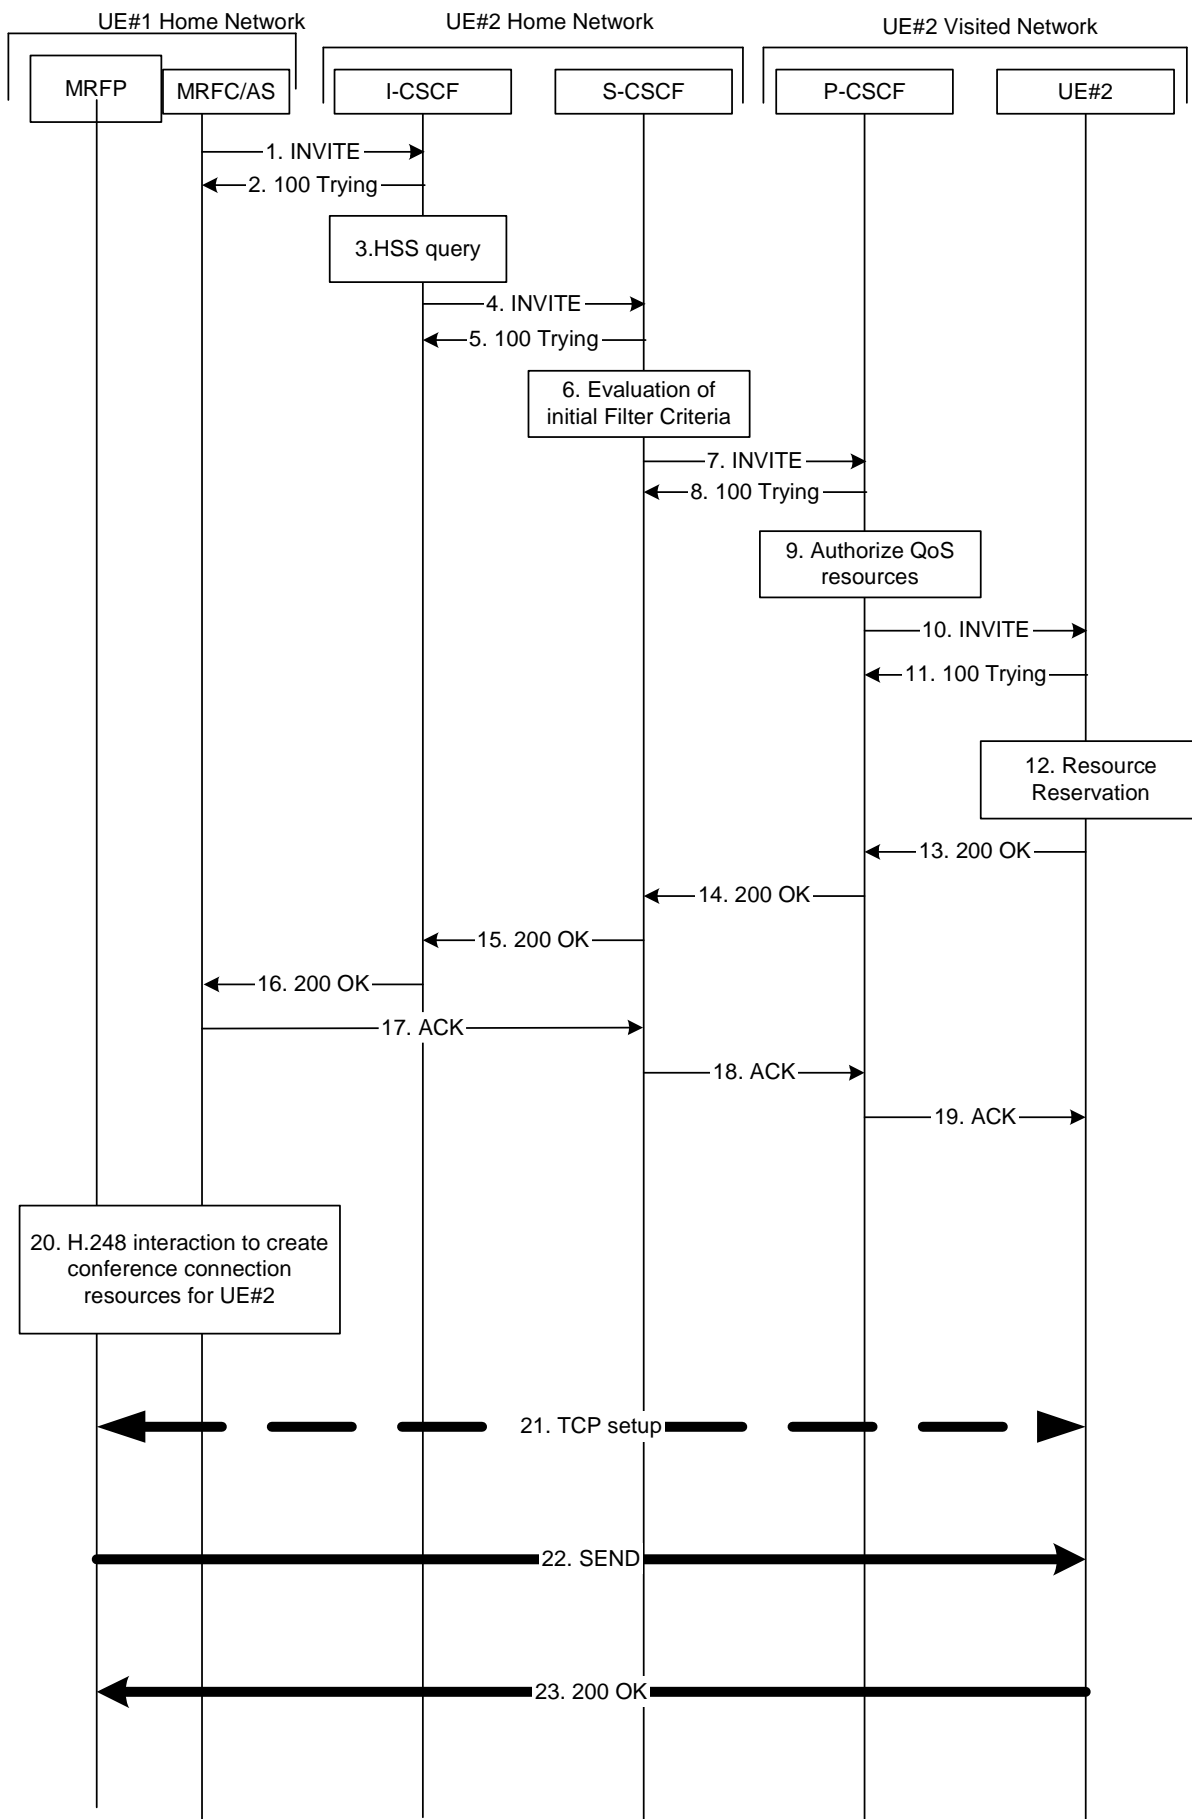 UE#1 Home Network
UE#2 Home Network
UE#2 Visited Network
MRFP
MRFC/AS
I-CSCF
S-CSCF
P-CSCF
UE#2
1. INVITE
2. 100 Trying
3.HSS query
4. INVITE
5. 100 Trying
6. Evaluation of
initial Filter Criteria
7. INVITE
8. 100 Trying
9. Authorize QoS
resources
10. INVITE
11. 100 Trying
12. Resource
Reservation
13. 200 OK
14. 200 OK
15. 200 OK
16. 200 OK
17. ACK
18. ACK
19. ACK
20. H.248 interaction to create
conference connection
resources for UE#2
21. TCP setup
22. SEND
23. 200 OK